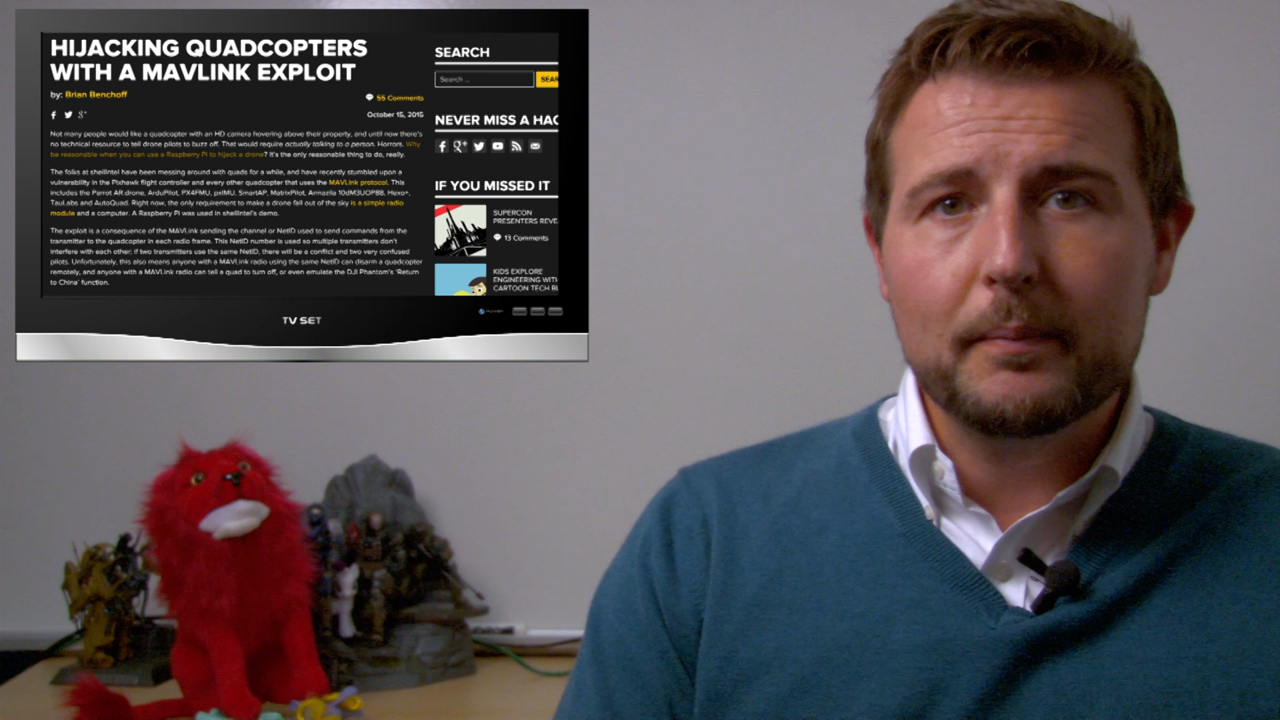 HIJACKING QUADCOPTERS
WITH A MAVLINK EXPLOIT
by: Brian Benchoff
55 Comments
October 15, 2015
Not many people would like a quadcopter with an HD camera hovering above their property, and until now there's
no technical resource to tell drone pilots to buzz off. That would require actually talking to a person. Horrors. Why
be reasonable when you can use a Raspberry Pi to hijack a drone? It's the only reasonable thing to do, really.
The folks at shellIntel have been messing around with quads for a while, and have recently stumbled upon a
vulnerability in the Pixhawk flight controller and every other quadcopter that uses the MAVLink protocol. This
includes the Parrot AR.drone, ArduPilot, PX4FMU, pxIMU, SmartAP, MatrixPilot, Armazila 10dM3UOP88, Hexo+,
TauLabs and AutoQuad. Right now, the only requirement to make a drone fall out of the sky is a simple radio
module and a computer. A Raspberry Pi was used in shellIntel's demo.
The exploit is a consequence of the MAVLink sending the channel or NetID used to send commands from the
transmitter to the quadcopter in each radio frame. This NetID number is used so multiple transmitters don't
interfere with each other; if two transmitters use the same NetID, there will be a conflict and two very confused
pilots. Unfortunately, this also means anyone with a MAVLink radio using the same NetID can disarm a quadcopter
remotely, and anyone with a MAVLink radio can tell a quad to turn off, or even emulate the DJI Phantom's 'Return
to China' function.
SEARCH
Search ...
SEAR
NEVER MISS A HAC
IF YOU MISSED IT
SUPERCON
PRESENTERS REVE
13 Comments
KIDS EXPLORE
ENGINEERING WITH
CARTOON TECH BL
TV SET